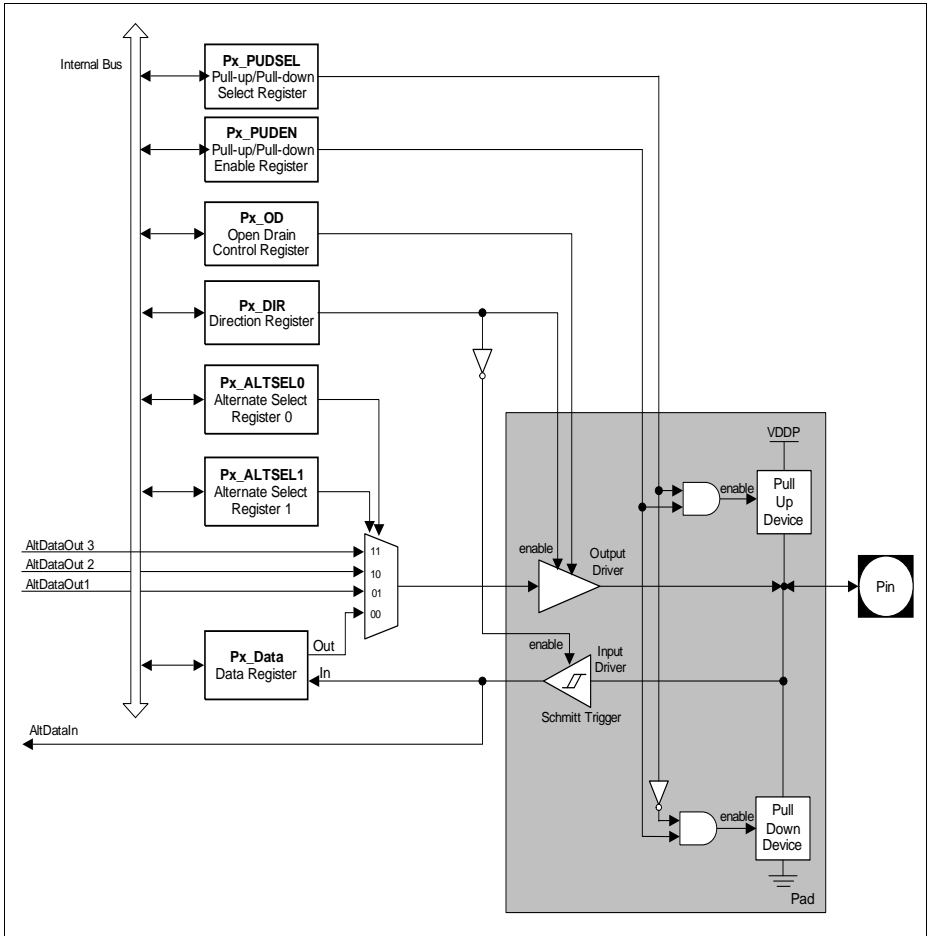 Internal Bus
Px_PUDSEL
Pull-up/Pull-down
Select Register
Px_PUDEN
Pull-up/Pull-down
Enable Register
Px_OD
Open Drain
Control Register
Px_DIR
Direction Register
Px_ALTSEL0
Alternate Select
Register 0
Px_ALTSEL1
Alternate Select
Register 1
AltDataOut 3
AltDataOut 2
AltDataOut1
11
10
01
00
Px_Data
Data Register
Out
In
AltDataIn
enable
Output
Driver
enable
Input
Driver
Schmitt Trigger
VDDP
enable
Pull
Up
Device
Pin
enable
Pull
Down
Device
Pad